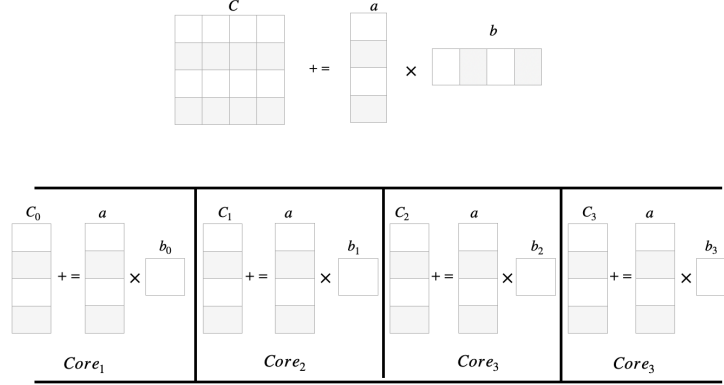 C a
b
+ = ×
C₀ a C₁ a C₂ a C₃ a
b₀ b₁ b₂ b₃
+ = × + = × + = × + = ×
Core₁ Core₂ Core₃ Core₃